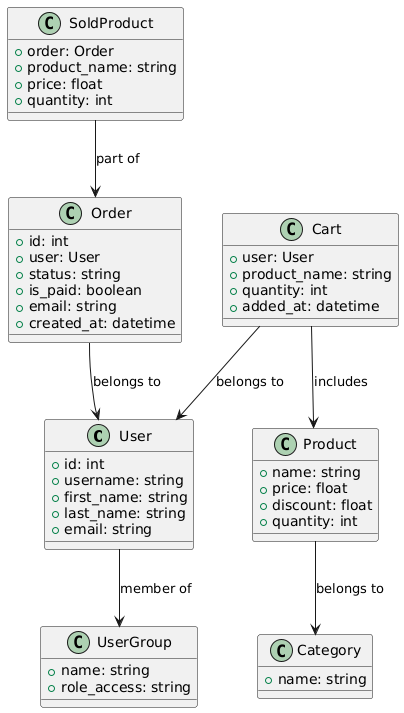 C SoldProduct
order: Order
product_name: string
price: float
quantity: int
part of
C Order
id: int
user: User
status: string
is_paid: boolean
email: string
created_at: datetime
C Cart
user: User
product_name: string
quantity: int
added_at: datetime
belongs to
belongs to
includes
C User
id: int
username: string
first_name: string
last_name: string
email: string
C Product
name: string
price: float
discount: float
quantity: int
member of
belongs to
C UserGroup
name: string
role_access: string
C Category
name: string